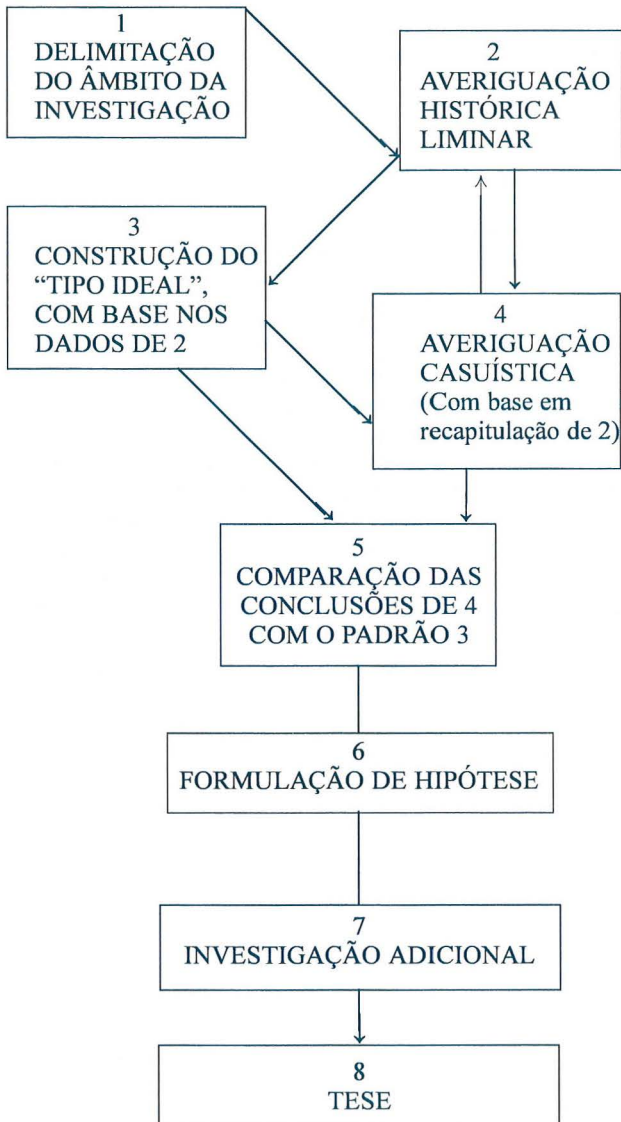 1
DELIMITAÇÃO
DO ÂMBITO DA
INVESTIGAÇÃO
2
AVERIGUAÇÃO
HISTÓRICA
LIMINAR
3
CONSTRUÇÃO DO
“TIPO IDEAL”,
COM BASE NOS
DADOS DE 2
4
AVERIGUAÇÃO
CASUÍSTICA
(Com base em
recapitulação de 2)
5
COMPARAÇÃO DAS
CONCLUSÕES DE 4
COM O PADRÃO 3
6
FORMULAÇÃO DE HIPÓTESE
7
INVESTIGAÇÃO ADICIONAL
8
TESE